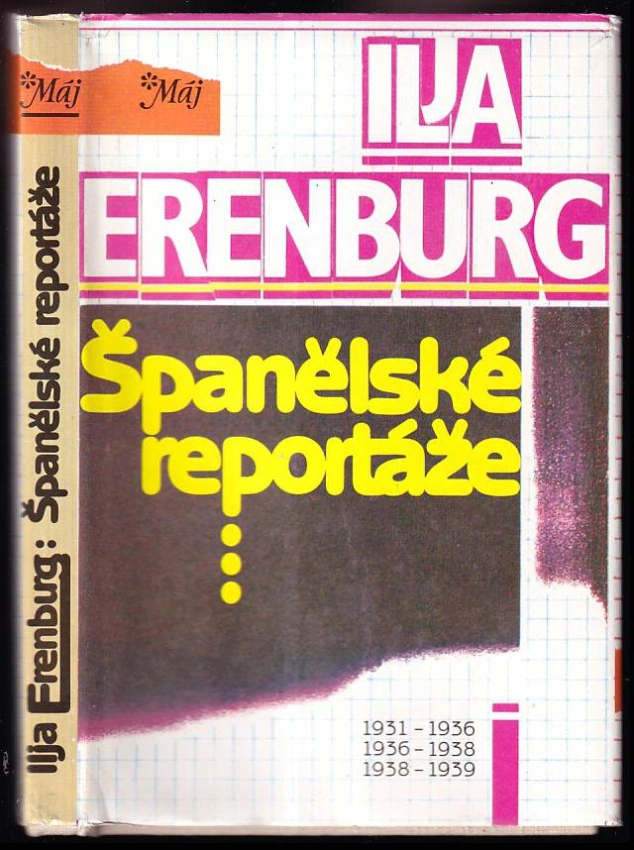 *Máj
*Máj
ILJA
ERENBURG
Španělské
reportáže
1931 – 1936
1936 – 1938
1938 – 1939
Ilja Erenburg: Španělské reportáže